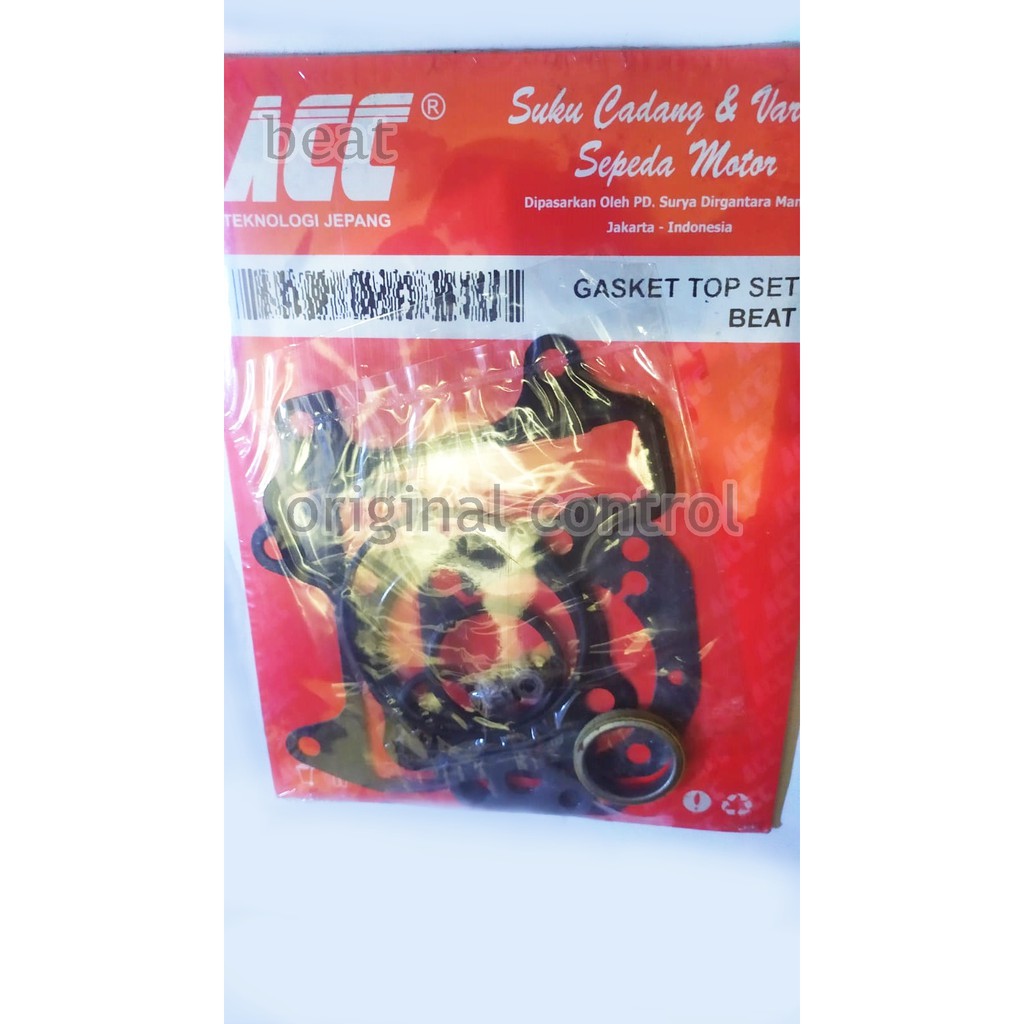 ACC®
beat
TEKNOLOGI JEPANG
Suku Cadang & Var
Sepeda Motor
Dipasarkan Oleh PD. Surya Dirgantara Man
Jakarta - Indonesia
GASKET TOP SET
BEAT
original control